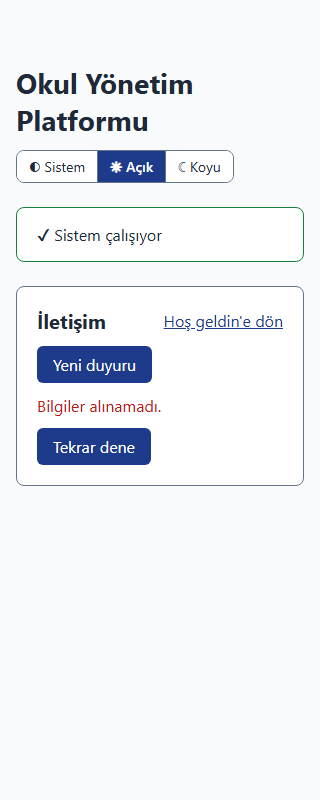 Okul Yönetim
Platformu
◐ Sistem ☀ Açık ☾ Koyu
✓ Sistem çalışıyor
İletişim Hoş geldin'e dön
Yeni duyuru
Bilgiler alınamadı.
Tekrar dene